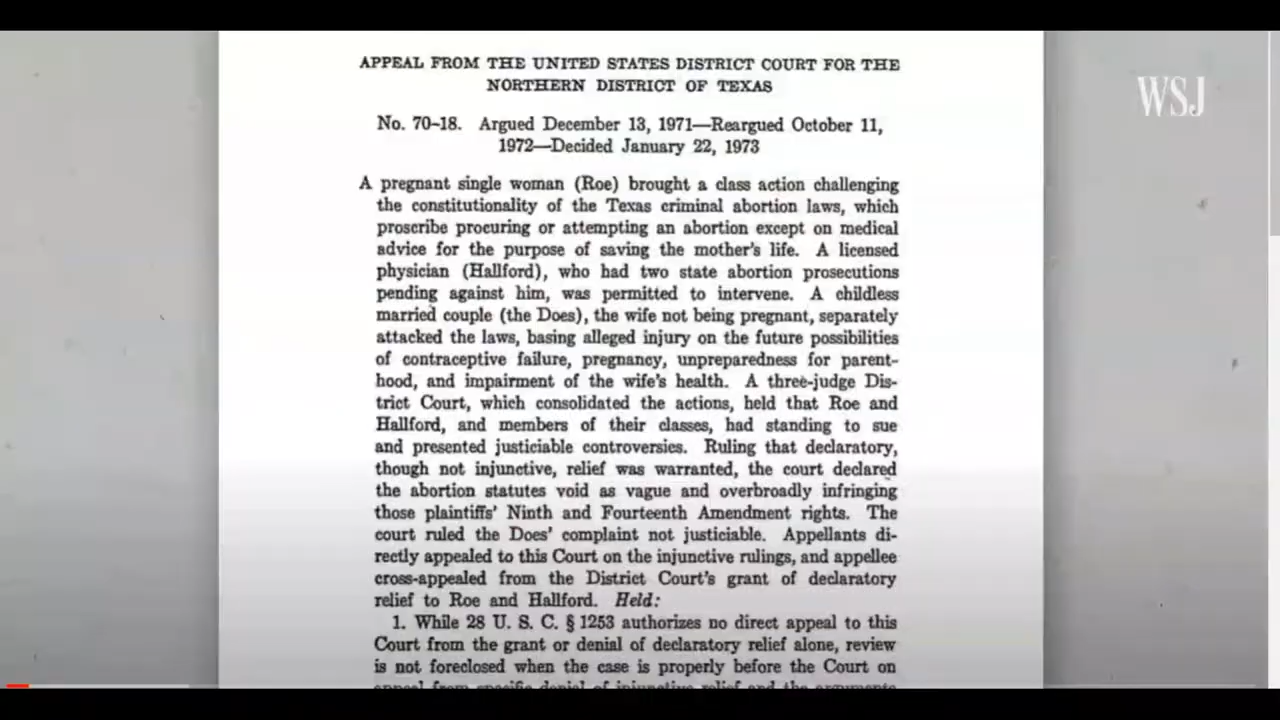 APPEAL FROM THE UNITED STATES DISTRICT COURT FOR THE
NORTHERN DISTRICT OF TEXAS
WSJ
No. 70-18. Argued December 13, 1971—Reargued October 11,
1972—Decided January 22, 1973
A pregnant single woman (Roe) brought a class action challenging
the constitutionality of the Texas criminal abortion laws, which
proscribe procuring or attempting an abortion except on medical
advice for the purpose of saving the mother's life. A licensed
physician (Hallford), who had two state abortion prosecutions
pending against him, was permitted to intervene. A childless
married couple (the Does), the wife not being pregnant, separately
attacked the laws, basing alleged injury on the future possibilities
of contraceptive failure, pregnancy, unpreparedness for parent-
hood, and impairment of the wife's health. A three-judge Dis-
trict Court, which consolidated the actions, held that Roe and
Hallford, and members of their classes, had standing to sue
and presented justiciable controversies. Ruling that declaratory,
though not injunctive, relief was warranted, the court declared
the abortion statutes void as vague and overbroadly infringing
those plaintiffs' Ninth and Fourteenth Amendment rights. The
court ruled the Does' complaint not justiciable. Appellants di-
rectly appealed to this Court on the injunctive rulings, and appellee
cross-appealed from the District Court's grant of declaratory
relief to Roe and Hallford. Held:
1. While 28 U. S. C. § 1253 authorizes no direct appeal to this
Court from the grant or denial of declaratory relief alone, review
is not foreclosed when the case is properly before the Court on
appeal from specific denial of injunctive relief and the arguments